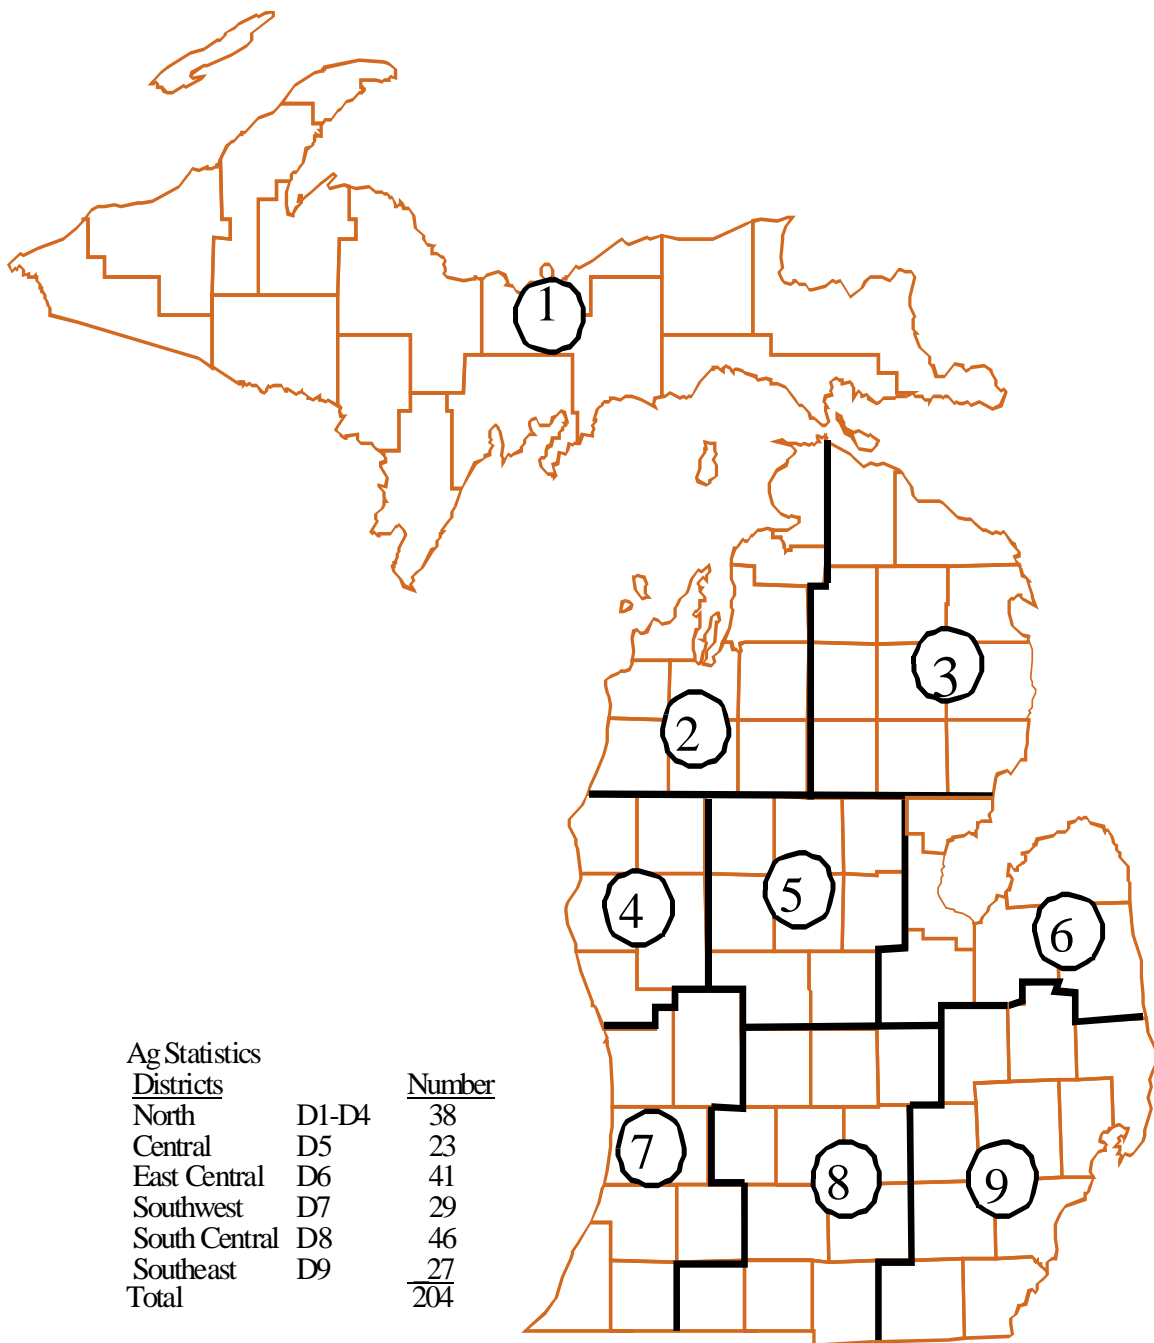 1
3
2
5
4
6
7
8
9
Ag Statistics
Districts Number
North D1-D4 38
Central D5 23
East Central D6 41
Southwest D7 29
South Central D8 46
Southeast D9 27
Total 204